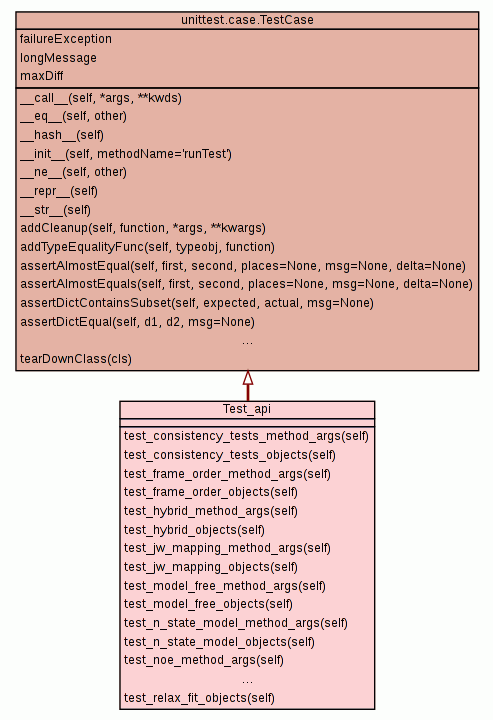 unittest.case.TestCase
failureException
longMessage
maxDiff
__call__(self, *args, **kwds)
__eq__(self, other)
__hash__(self)
__init__(self, methodName='runTest')
__ne__(self, other)
__repr__(self)
__str__(self)
addCleanup(self, function, *args, **kwargs)
addTypeEqualityFunc(self, typeobj, function)
assertAlmostEqual(self, first, second, places=None, msg=None, delta=None)
assertAlmostEquals(self, first, second, places=None, msg=None, delta=None)
assertDictContainsSubset(self, expected, actual, msg=None)
assertDictEqual(self, d1, d2, msg=None)
...
tearDownClass(cls)
Test_api
test_consistency_tests_method_args(self)
test_consistency_tests_objects(self)
test_frame_order_method_args(self)
test_frame_order_objects(self)
test_hybrid_method_args(self)
test_hybrid_objects(self)
test_jw_mapping_method_args(self)
test_jw_mapping_objects(self)
test_model_free_method_args(self)
test_model_free_objects(self)
test_n_state_model_method_args(self)
test_n_state_model_objects(self)
test_noe_method_args(self)
...
test_relax_fit_objects(self)